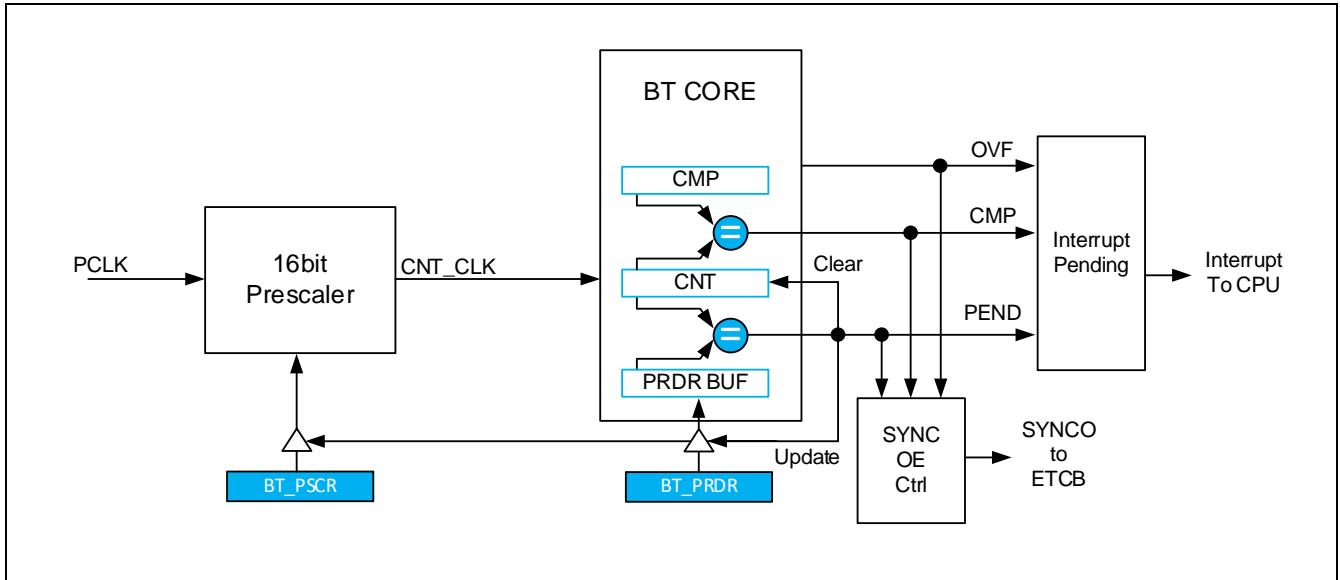 BT CORE
OVF
CMP
CMP
PCLK
16bit
Prescaler
CNT_CLK
CNT
Clear
Interrupt
Pending
Interrupt
To CPU
PEND
PRDR BUF
Update
SYNC
OE
Ctrl
SYNCO
to
ETCB
BT_PSCR
BT_PRDR